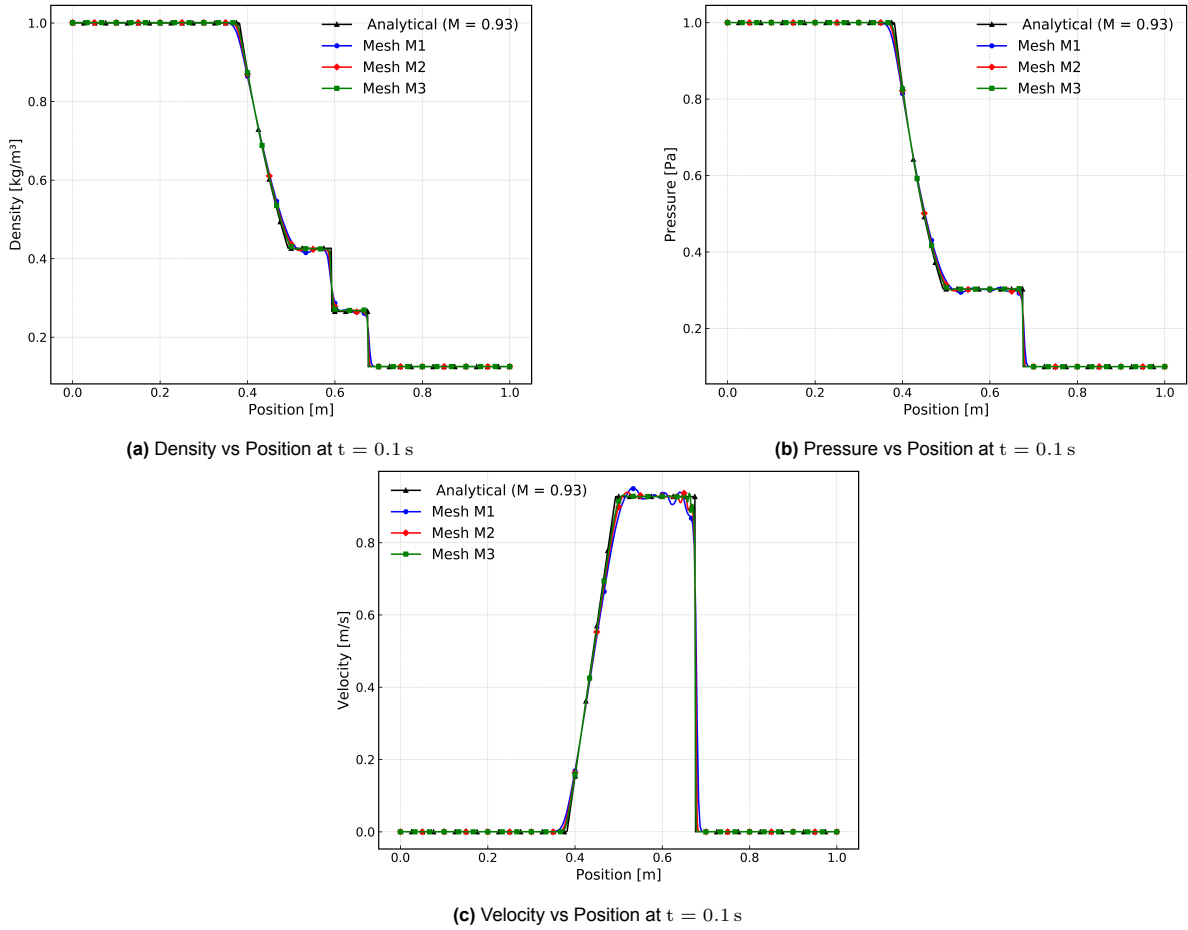 Analytical (M = 0.93)
Mesh M1
Mesh M2
Mesh M3
Density [kg/m³]
1.0
0.8
0.6
0.4
0.2
0.0 0.2 0.4 0.6 0.8 1.0
Position [m]
(a) Density vs Position at t = 0.1 s
Analytical (M = 0.93)
Mesh M1
Mesh M2
Mesh M3
Pressure [Pa]
1.0
0.8
0.6
0.4
0.2
0.0 0.2 0.4 0.6 0.8 1.0
Position [m]
(b) Pressure vs Position at t = 0.1 s
Analytical (M = 0.93)
Mesh M1
Mesh M2
Mesh M3
Velocity [m/s]
0.8
0.6
0.4
0.2
0.0
0.0 0.2 0.4 0.6 0.8 1.0
Position [m]
(c) Velocity vs Position at t = 0.1 s